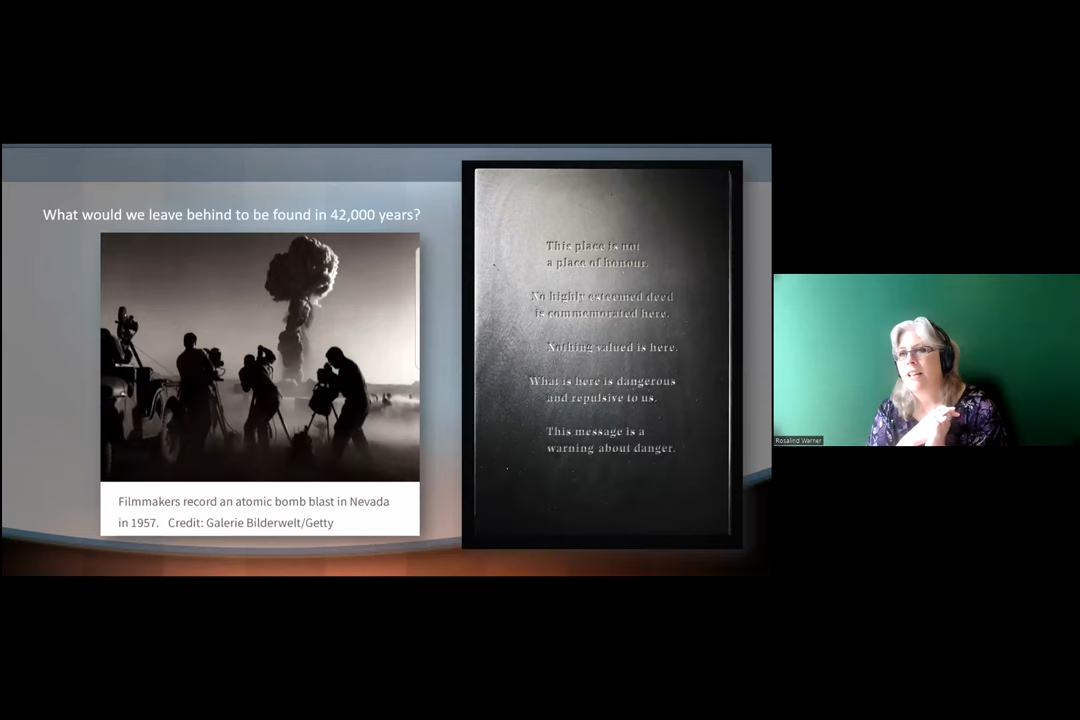 What would we leave behind to be found in 42,000 years?
Filmmakers record an atomic bomb blast in Nevada
in 1957. Credit: Galerie Bilderwelt/Getty
This place is not
a place of honour.
No highly esteemed deed
is commemorated here.
Nothing valued is here.
What is here is dangerous
and repulsive to us.
This message is a
warning about danger.
Rosalind Warner